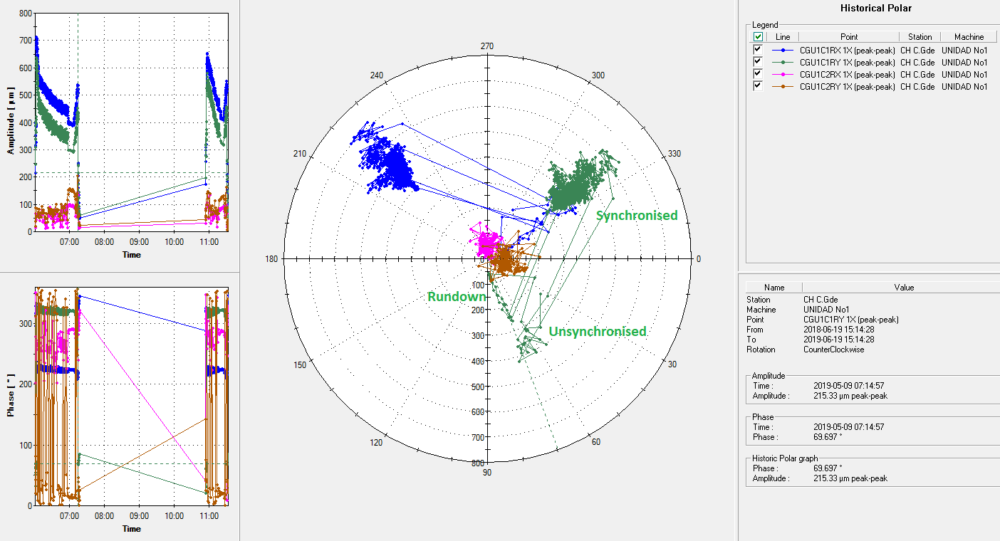 800
700
600
500
400
300
200
100
0
Amplitude [ µm ]
07:00 08:00 09:00 10:00 11:00
Time
300
200
100
0
Phase [ ° ]
07:00 08:00 09:00 10:00 11:00
Time
270
240 300
210 330
180 0
150 30
120 60
90
0
100
200
300
400
500
600
700
800
Synchronised
Rundown
Unsynchronised
Historical Polar
Legend
Line Point Station Machine
CGU1C1RX 1X (peak-peak) CH C.Gde UNIDAD No1
CGU1C1RY 1X (peak-peak) CH C.Gde UNIDAD No1
CGU1C2RX 1X (peak-peak) CH C.Gde UNIDAD No1
CGU1C2RY 1X (peak-peak) CH C.Gde UNIDAD No1
Name Value
Station CH C.Gde
Machine UNIDAD No1
Point CGU1C1RY 1X (peak-peak)
From 2018-06-19 15:14:28
To 2019-06-19 15:14:28
Rotation CounterClockwise
Amplitude
Time : 2019-05-09 07:14:57
Amplitude : 215.33 µm peak-peak
Phase
Time : 2019-05-09 07:14:57
Phase : 69.697 °
Historic Polar graph
Phase : 69.697 °
Amplitude : 215.33 µm peak-peak